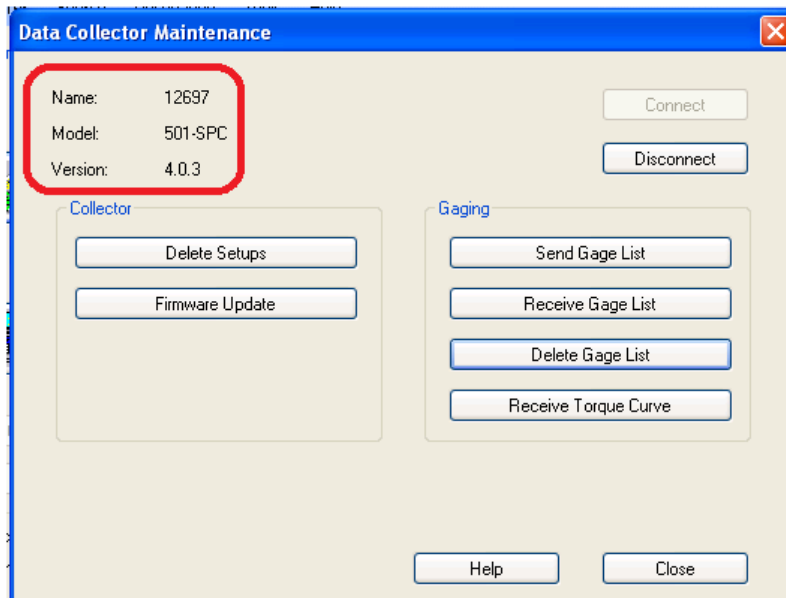 Data Collector Maintenance
Name: 12697
Model: 501-SPC
Version: 4.0.3
Connect
Disconnect
Collector
Delete Setups
Firmware Update
Gaging
Send Gage List
Receive Gage List
Delete Gage List
Receive Torque Curve
Help
Close